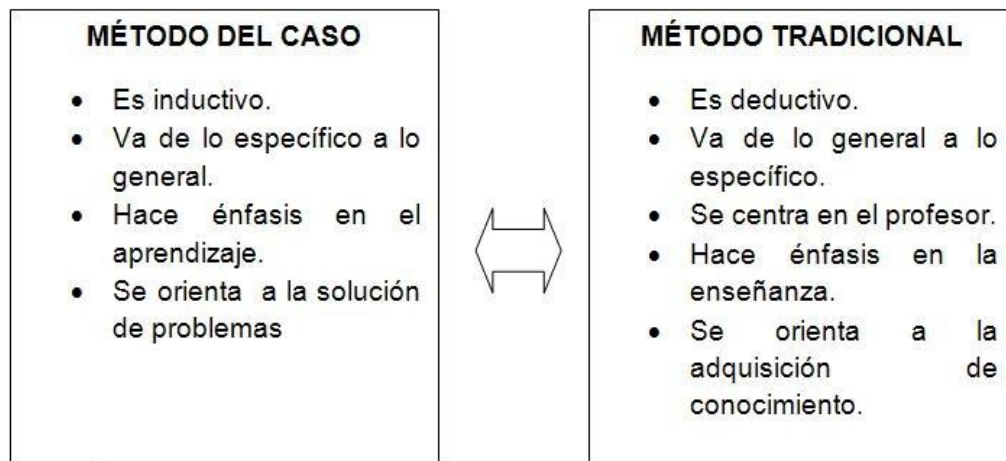 MÉTODO DEL CASO
• Es inductivo.
• Va de lo específico a lo
general.
• Hace énfasis en el
aprendizaje.
• Se orienta a la solución
de problemas
MÉTODO TRADICIONAL
• Es deductivo.
• Va de lo general a lo
específico.
• Se centra en el profesor.
• Hace énfasis en la
enseñanza.
• Se orienta a la
adquisición de
conocimiento.